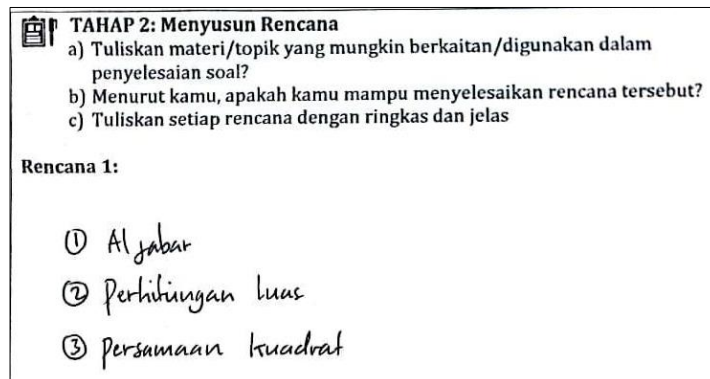 TAHAP 2: Menyusun Rencana
a) Tuliskan materi/topik yang mungkin berkaitan/digunakan dalam
penyelesaian soal?
b) Menurut kamu, apakah kamu mampu menyelesaikan rencana tersebut?
c) Tuliskan setiap rencana dengan ringkas dan jelas
Rencana 1:
① Aljabar
② Perhitungan luas
③ Persamaan kuadrat